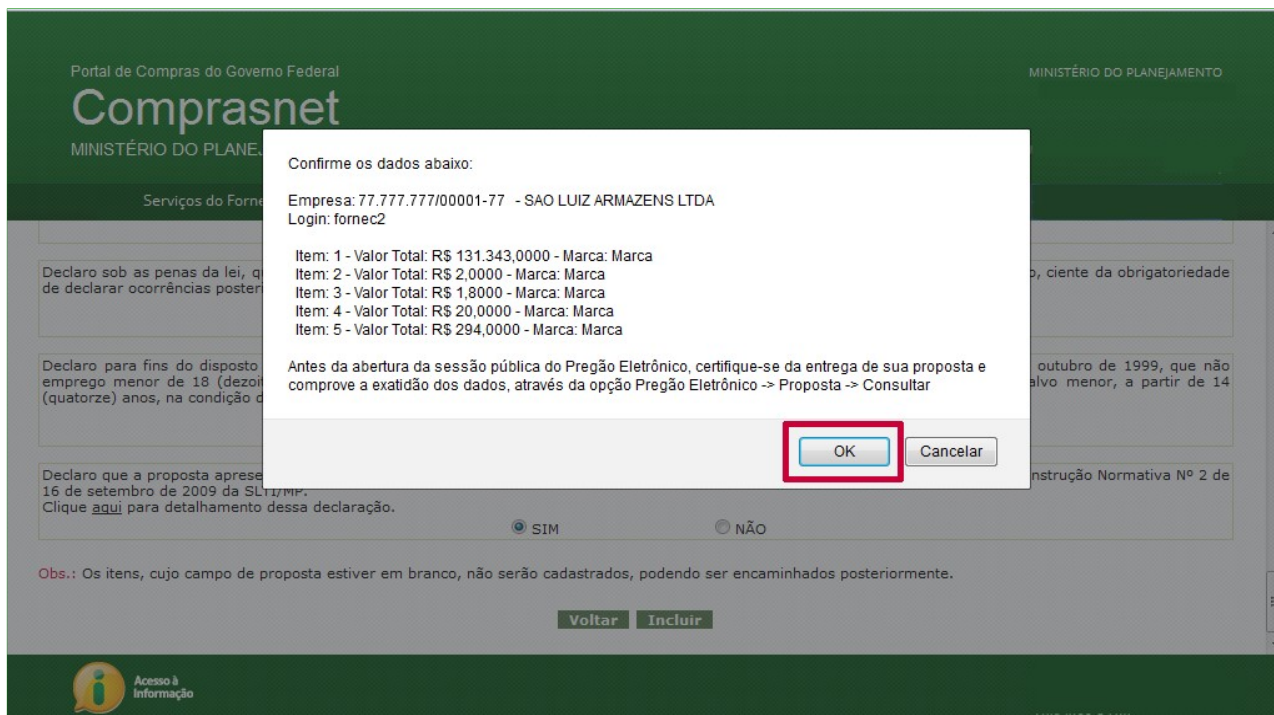 Portal de Compras do Governo Federal
MINISTÉRIO DO PLANEJAMENTO
Comprasnet
MINISTÉRIO DO PLANEJ
Serviços do Forne
Confirme os dados abaixo:
Empresa: 77.777.777/00001-77 - SAO LUIZ ARMAZENS LTDA
Login: fornec2
Item: 1 - Valor Total: R$ 131.343,0000 - Marca: Marca
Item: 2 - Valor Total: R$ 2,0000 - Marca: Marca
Item: 3 - Valor Total: R$ 1,8000 - Marca: Marca
Item: 4 - Valor Total: R$ 20,0000 - Marca: Marca
Item: 5 - Valor Total: R$ 294,0000 - Marca: Marca
Antes da abertura da sessão pública do Pregão Eletrônico, certifique-se da entrega de sua proposta e
comprove a exatidão dos dados, através da opção Pregão Eletrônico -> Proposta -> Consultar
OK Cancelar
Declaro sob as penas da lei, q o, ciente da obrigatoriedade
de declarar ocorrências posteri
Declaro para fins do disposto outubro de 1999, que não
emprego menor de 18 (dezoit alvo menor, a partir de 14
(quatorze) anos, na condição d
Declaro que a proposta aprese nstrução Normativa Nº 2 de
16 de setembro de 2009 da SLTI/MP.
Clique aqui para detalhamento dessa declaração.
SIM NÃO
Obs.: Os itens, cujo campo de proposta estiver em branco, não serão cadastrados, podendo ser encaminhados posteriormente.
Voltar Incluir
Acesso à
Informação